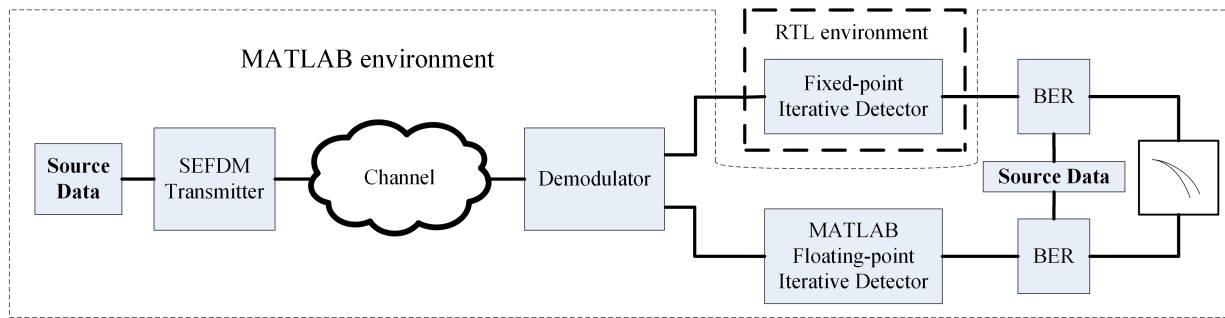 MATLAB environment
RTL environment
Fixed-point
Iterative Detector
BER
Source
Data
SEFDM
Transmitter
Channel
Demodulator
Source Data
MATLAB
Floating-point
Iterative Detector
BER